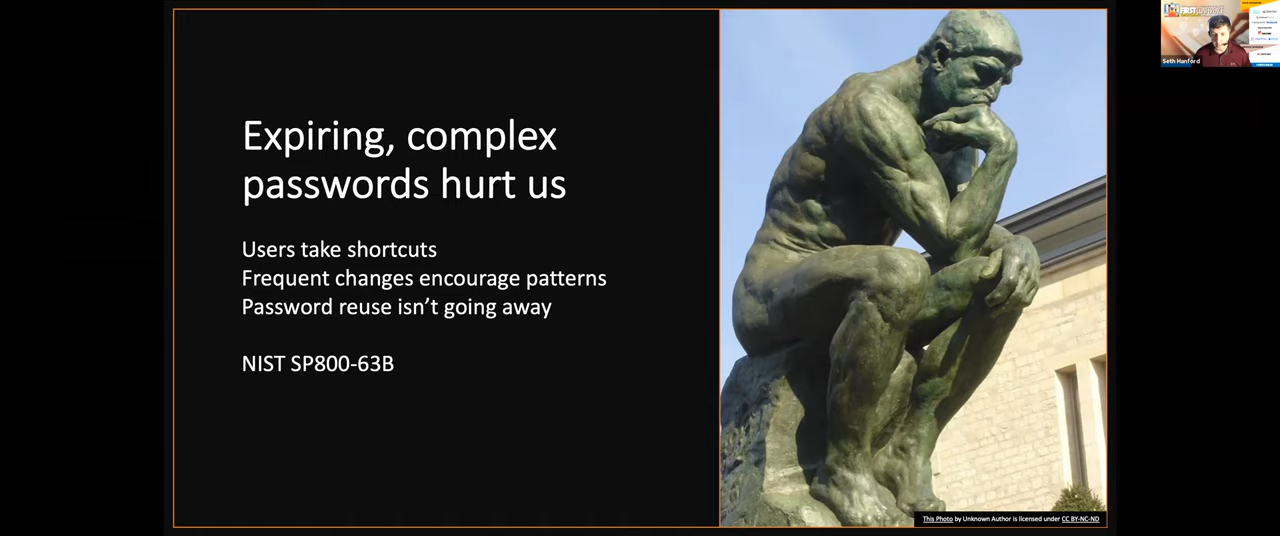 Expiring, complex
passwords hurt us
Users take shortcuts
Frequent changes encourage patterns
Password reuse isn’t going away
NIST SP800-63B
This Photo by Unknown Author is licensed under CC BY-NC-ND
FIRST
Seth Hanford